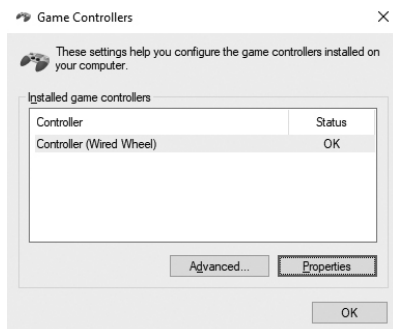 Game Controllers
These settings help you configure the game controllers installed on
your computer.
Installed game controllers
Controller Status
Controller (Wired Wheel) OK
Advanced... Properties
OK